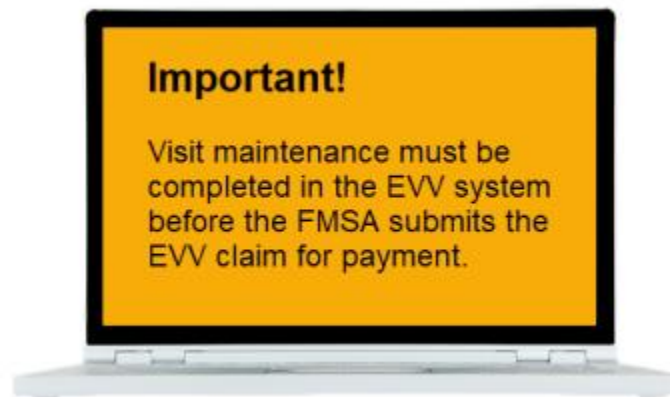 Important!
Visit maintenance must be
completed in the EVV system
before the FMSA submits the
EVV claim for payment.